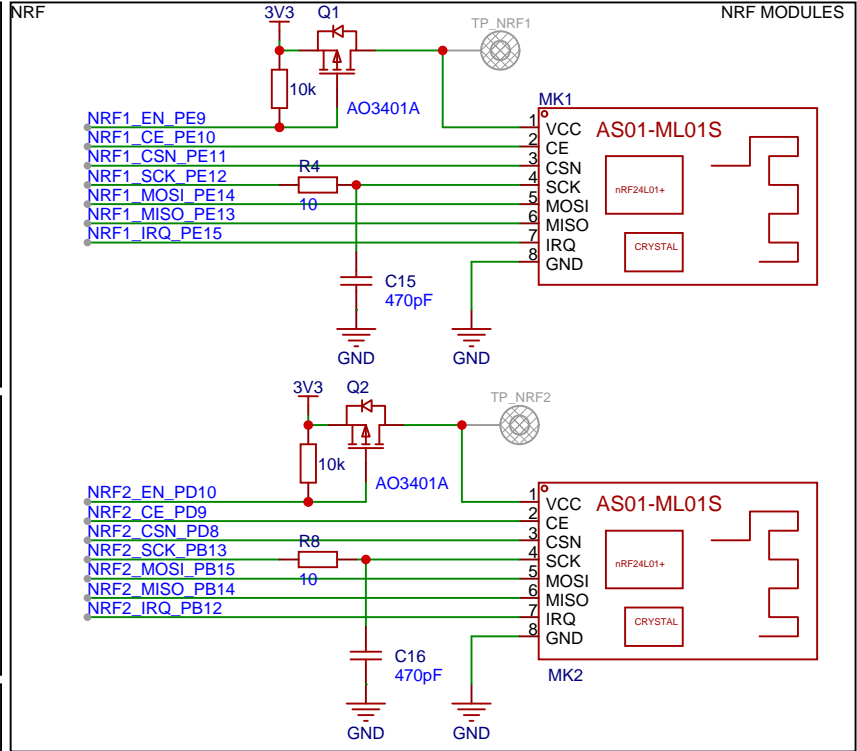 NRF
NRF MODULES
3V3
Q1
TP_NRF1
10k
AO3401A
MK1
NRF1_EN_PE9
1
VCC
AS01-ML01S
NRF1_CE_PE10
2
CE
NRF1_CSN_PE11
3
CSN
R4
NRF1_SCK_PE12
4
SCK
nRF24L01+
10
NRF1_MOSI_PE14
5
MOSI
NRF1_MISO_PE13
6
MISO
NRF1_IRQ_PE15
7
IRQ
CRYSTAL
8
GND
C15
470pF
GND
GND
3V3
Q2
TP_NRF2
10k
AO3401A
NRF2_EN_PD10
1
VCC
AS01-ML01S
NRF2_CE_PD9
2
CE
NRF2_CSN_PD8
3
CSN
R8
NRF2_SCK_PB13
4
SCK
nRF24L01+
10
NRF2_MOSI_PB15
5
MOSI
NRF2_MISO_PB14
6
MISO
NRF2_IRQ_PB12
7
IRQ
CRYSTAL
8
GND
C16
470pF
MK2
GND
GND